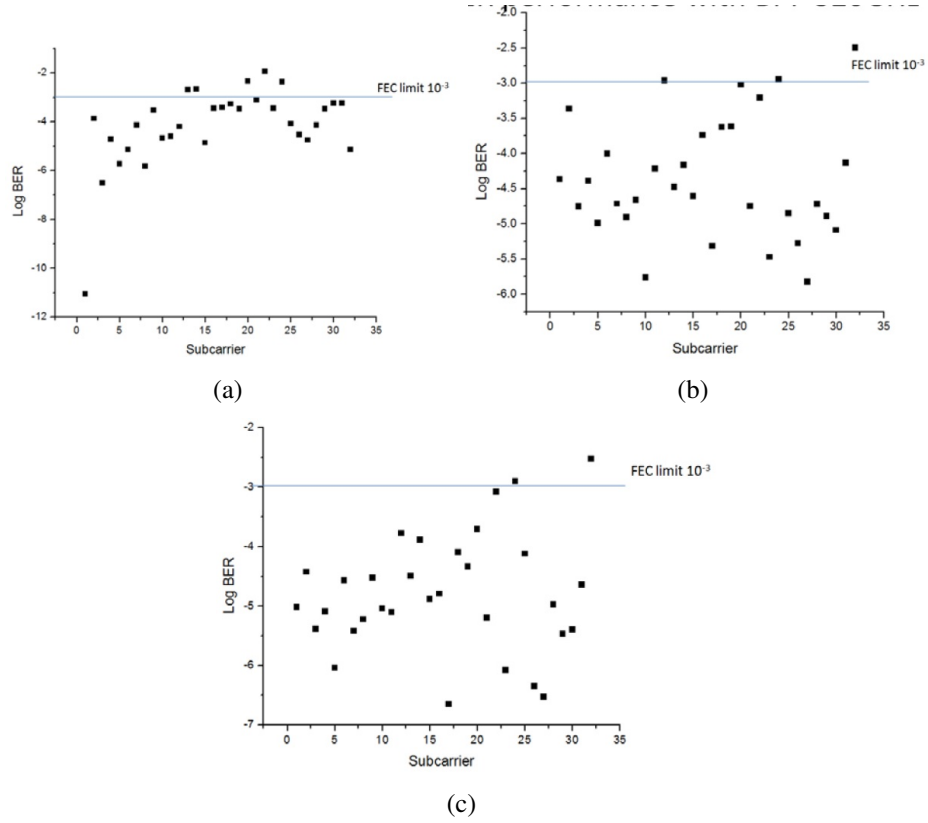 -2
-4
-6
-8
-10
-12
Log BER
FEC limit 10⁻³
0 5 10 15 20 25 30 35
Subcarrier
(a)
-2.0
-2.5
-3.0
-3.5
-4.0
-4.5
-5.0
-5.5
-6.0
Log BER
FEC limit 10⁻³
0 5 10 15 20 25 30 35
Subcarrier
(b)
-2
-3
-4
-5
-6
-7
Log BER
FEC limit 10⁻³
0 5 10 15 20 25 30 35
Subcarrier
(c)